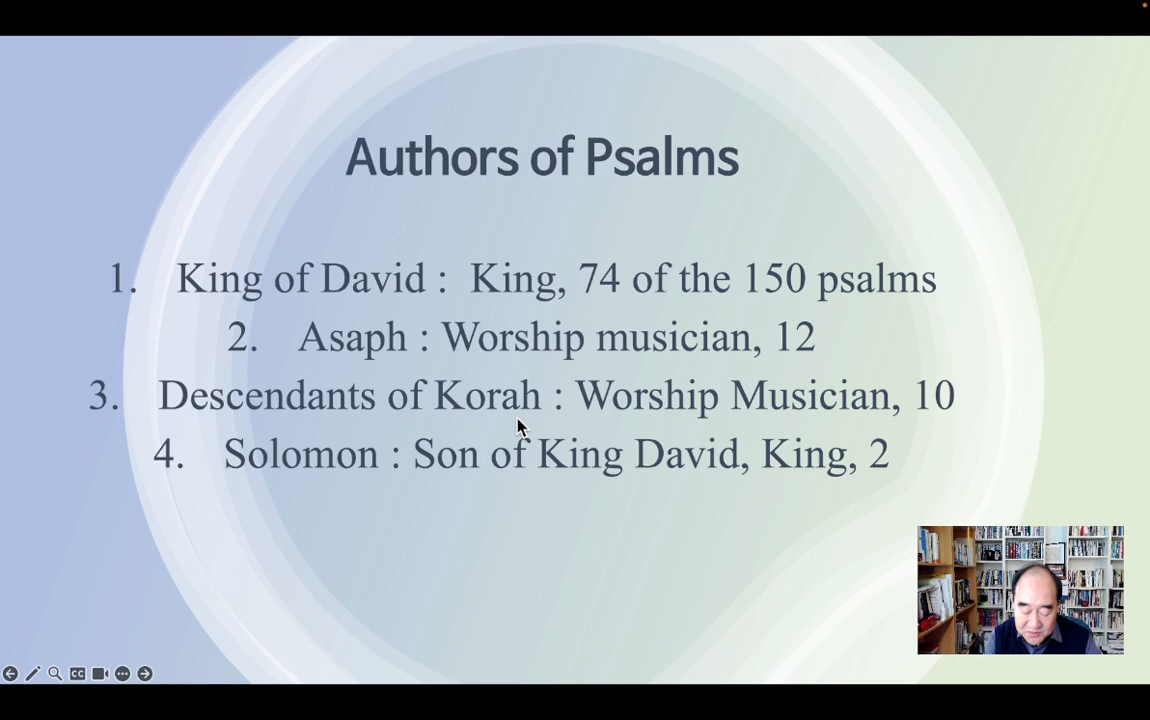 Authors of Psalms
1. King of David : King, 74 of the 150 psalms
2. Asaph : Worship musician, 12
3. Descendants of Korah : Worship Musician, 10
4. Solomon : Son of King David, King, 2
CC